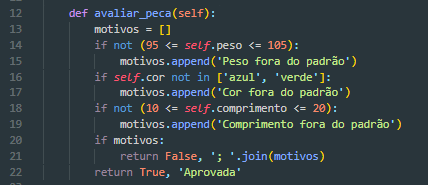 12 def avaliar_peca(self):
13     motivos = []
14     if not (95 <= self.peso <= 105):
15         motivos.append('Peso fora do padrão')
16     if self.cor not in ['azul', 'verde']:
17         motivos.append('Cor fora do padrão')
18     if not (10 <= self.comprimento <= 20):
19         motivos.append('Comprimento fora do padrão')
20     if motivos:
21         return False, '; '.join(motivos)
22     return True, 'Aprovada'